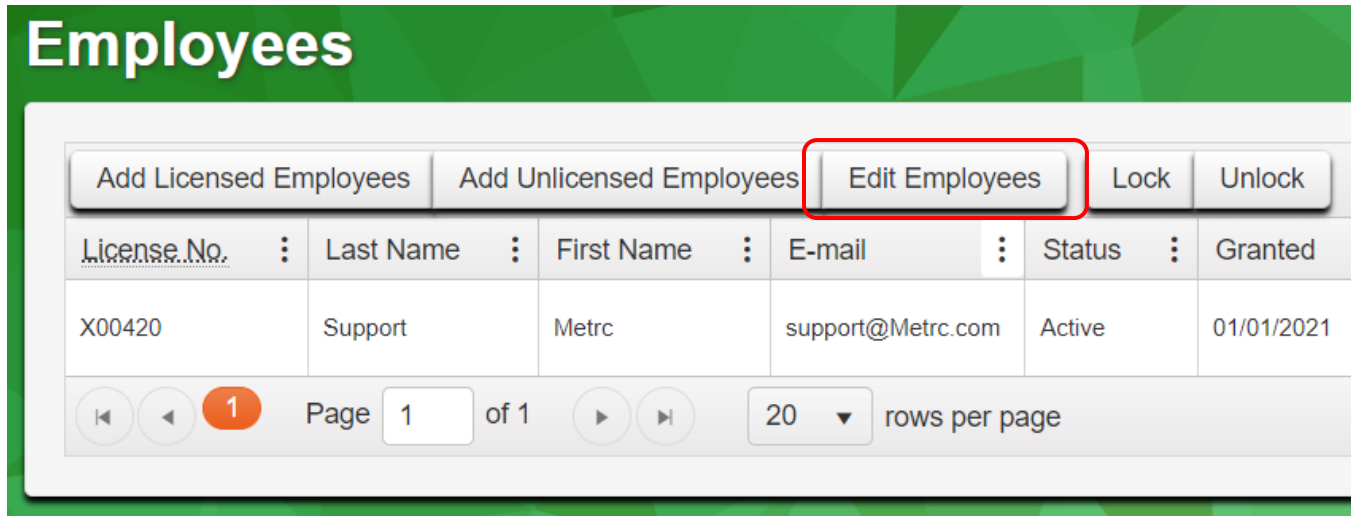 Employees
Add Licensed Employees Add Unlicensed Employees Edit Employees Lock Unlock
License No. Last Name First Name E-mail Status Granted
X00420 Support Metrc support@Metrc.com Active 01/01/2021
1 Page 1 of 1 20 rows per page